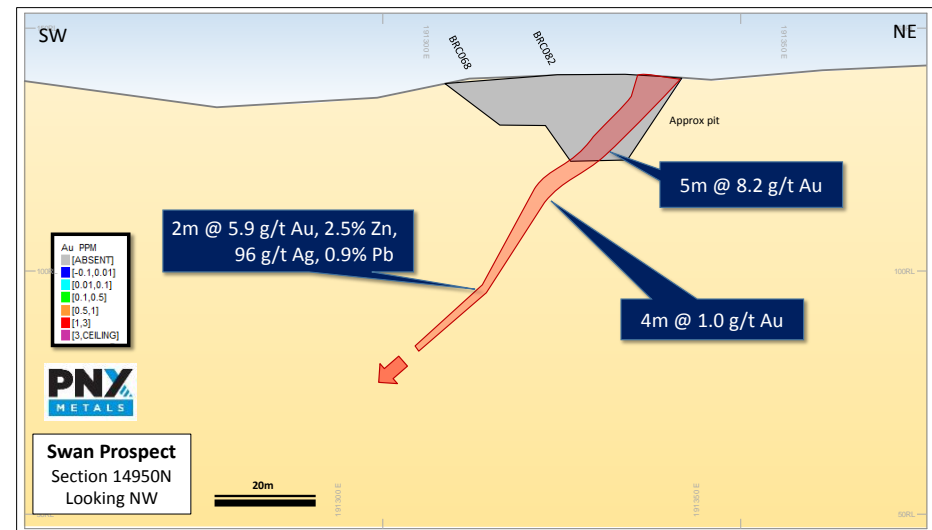 SW
NE
191300 E
191350 E
BRC068
BRC082
Approx pit
5m @ 8.2 g/t Au
2m @ 5.9 g/t Au, 2.5% Zn,
96 g/t Ag, 0.9% Pb
4m @ 1.0 g/t Au
Au PPM
[ABSENT]
[-0.1,0.01]
[0.01,0.1]
[0.1,0.5]
[0.5,1]
[1,3]
[3,CEILING]
100RL
100RL
PNX
METALS
Swan Prospect
Section 14950N
Looking NW
20m
191300 E
191350 E
50RL